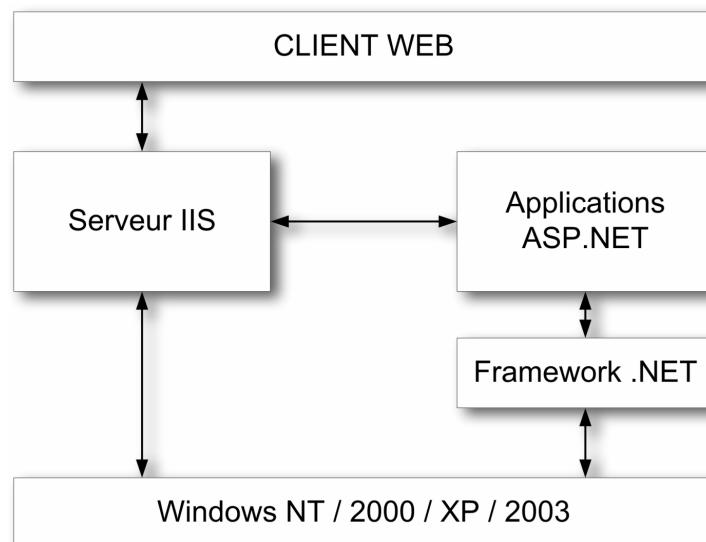 CLIENT WEB
Serveur IIS
Applications
ASP.NET
Framework .NET
Windows NT / 2000 / XP / 2003